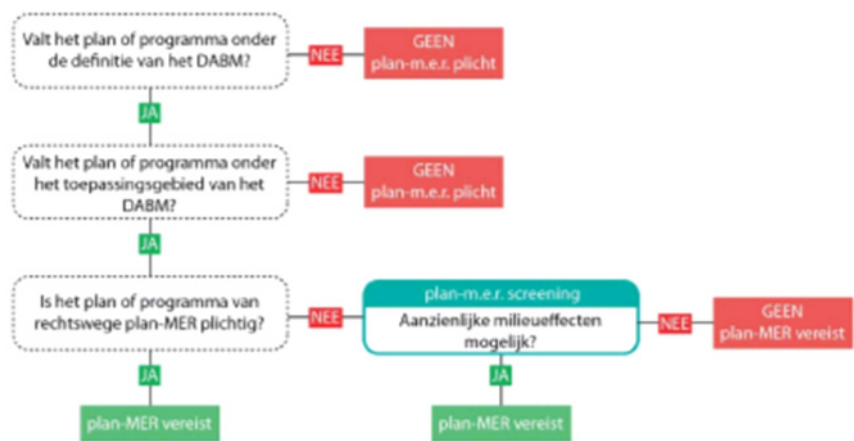 Valt het plan of programma onder
de definitie van het DABM?
NEE
GEEN
plan-m.e.r. plicht
JA
Valt het plan of programma onder
het toepassingsgebied van het
DABM?
NEE
GEEN
plan-m.e.r. plicht
JA
Is het plan of programma van
rechtswege plan-MER plichtig?
NEE
plan-m.e.r. screening
Aanzienlijke milieueffecten
mogelijk?
NEE
GEEN
plan-MER vereist
JA
plan-MER vereist
JA
plan-MER vereist